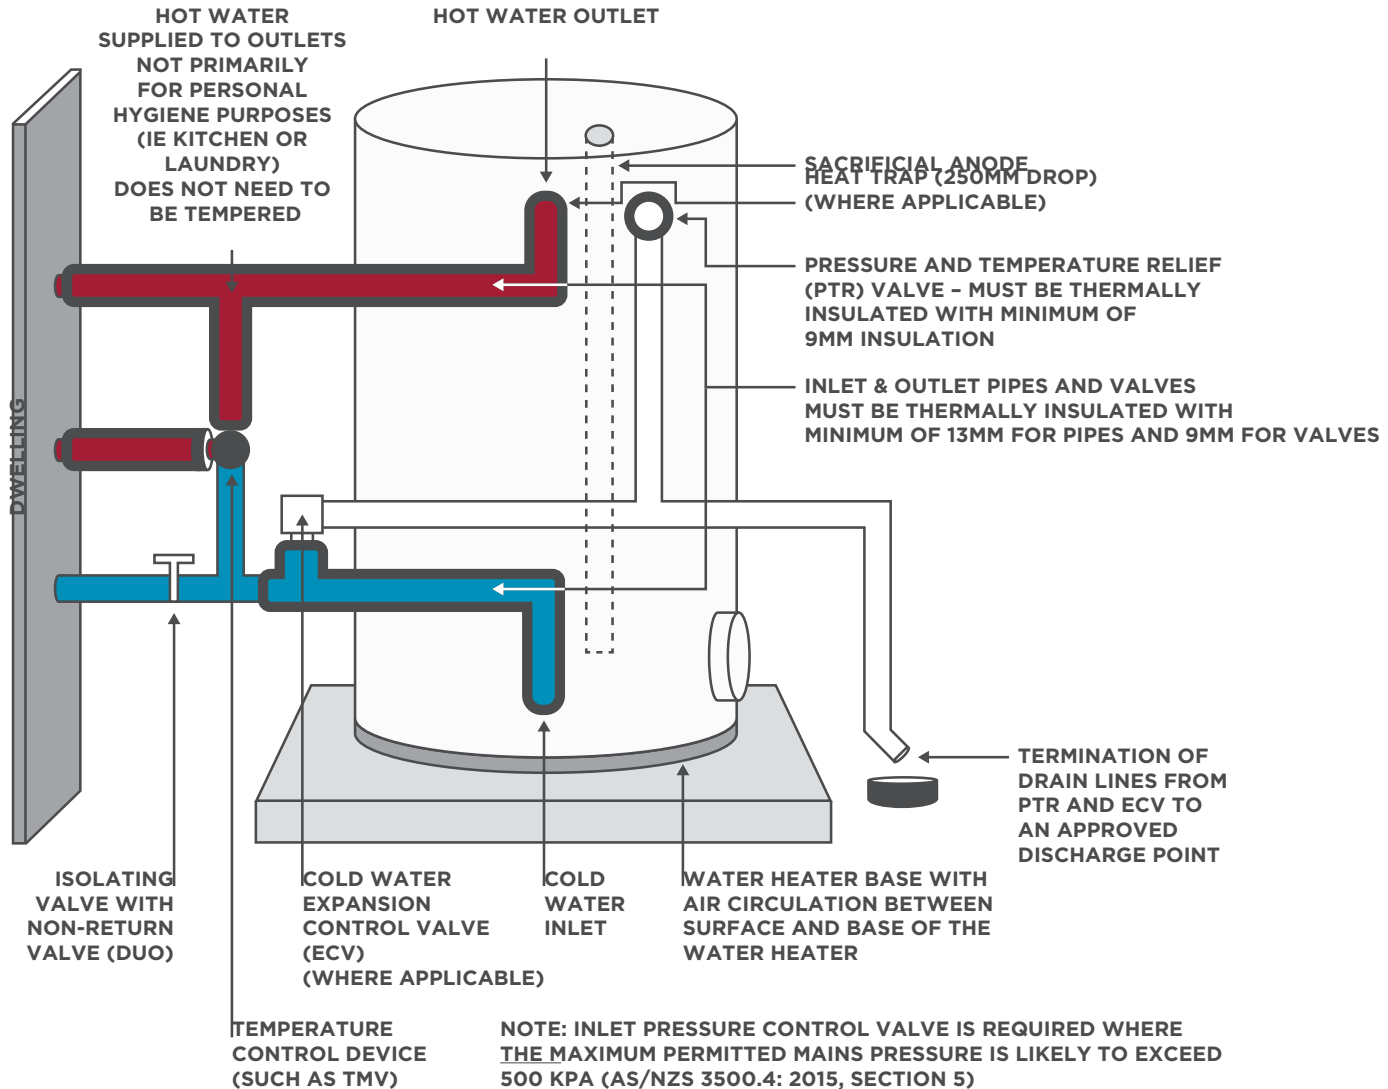 HOT WATER
SUPPLIED TO OUTLETS
NOT PRIMARILY
FOR PERSONAL
HYGIENE PURPOSES
(IE KITCHEN OR
LAUNDRY)
DOES NOT NEED TO
BE TEMPERED
HOT WATER OUTLET
SACRIFICIAL ANODE
HEAT TRAP (250MM DROP)
(WHERE APPLICABLE)
PRESSURE AND TEMPERATURE RELIEF
(PTR) VALVE – MUST BE THERMALLY
INSULATED WITH MINIMUM OF
9MM INSULATION
INLET & OUTLET PIPES AND VALVES
MUST BE THERMALLY INSULATED WITH
MINIMUM OF 13MM FOR PIPES AND 9MM FOR VALVES
DWELLING
TERMINATION OF
DRAIN LINES FROM
PTR AND ECV TO
AN APPROVED
DISCHARGE POINT
ISOLATING
VALVE WITH
NON-RETURN
VALVE (DUO)
COLD WATER
EXPANSION
CONTROL VALVE
(ECV)
(WHERE APPLICABLE)
COLD
WATER
INLET
WATER HEATER BASE WITH
AIR CIRCULATION BETWEEN
SURFACE AND BASE OF THE
WATER HEATER
TEMPERATURE
CONTROL DEVICE
(SUCH AS TMV)
NOTE: INLET PRESSURE CONTROL VALVE IS REQUIRED WHERE
THE MAXIMUM PERMITTED MAINS PRESSURE IS LIKELY TO EXCEED
500 KPA (AS/NZS 3500.4: 2015, SECTION 5)